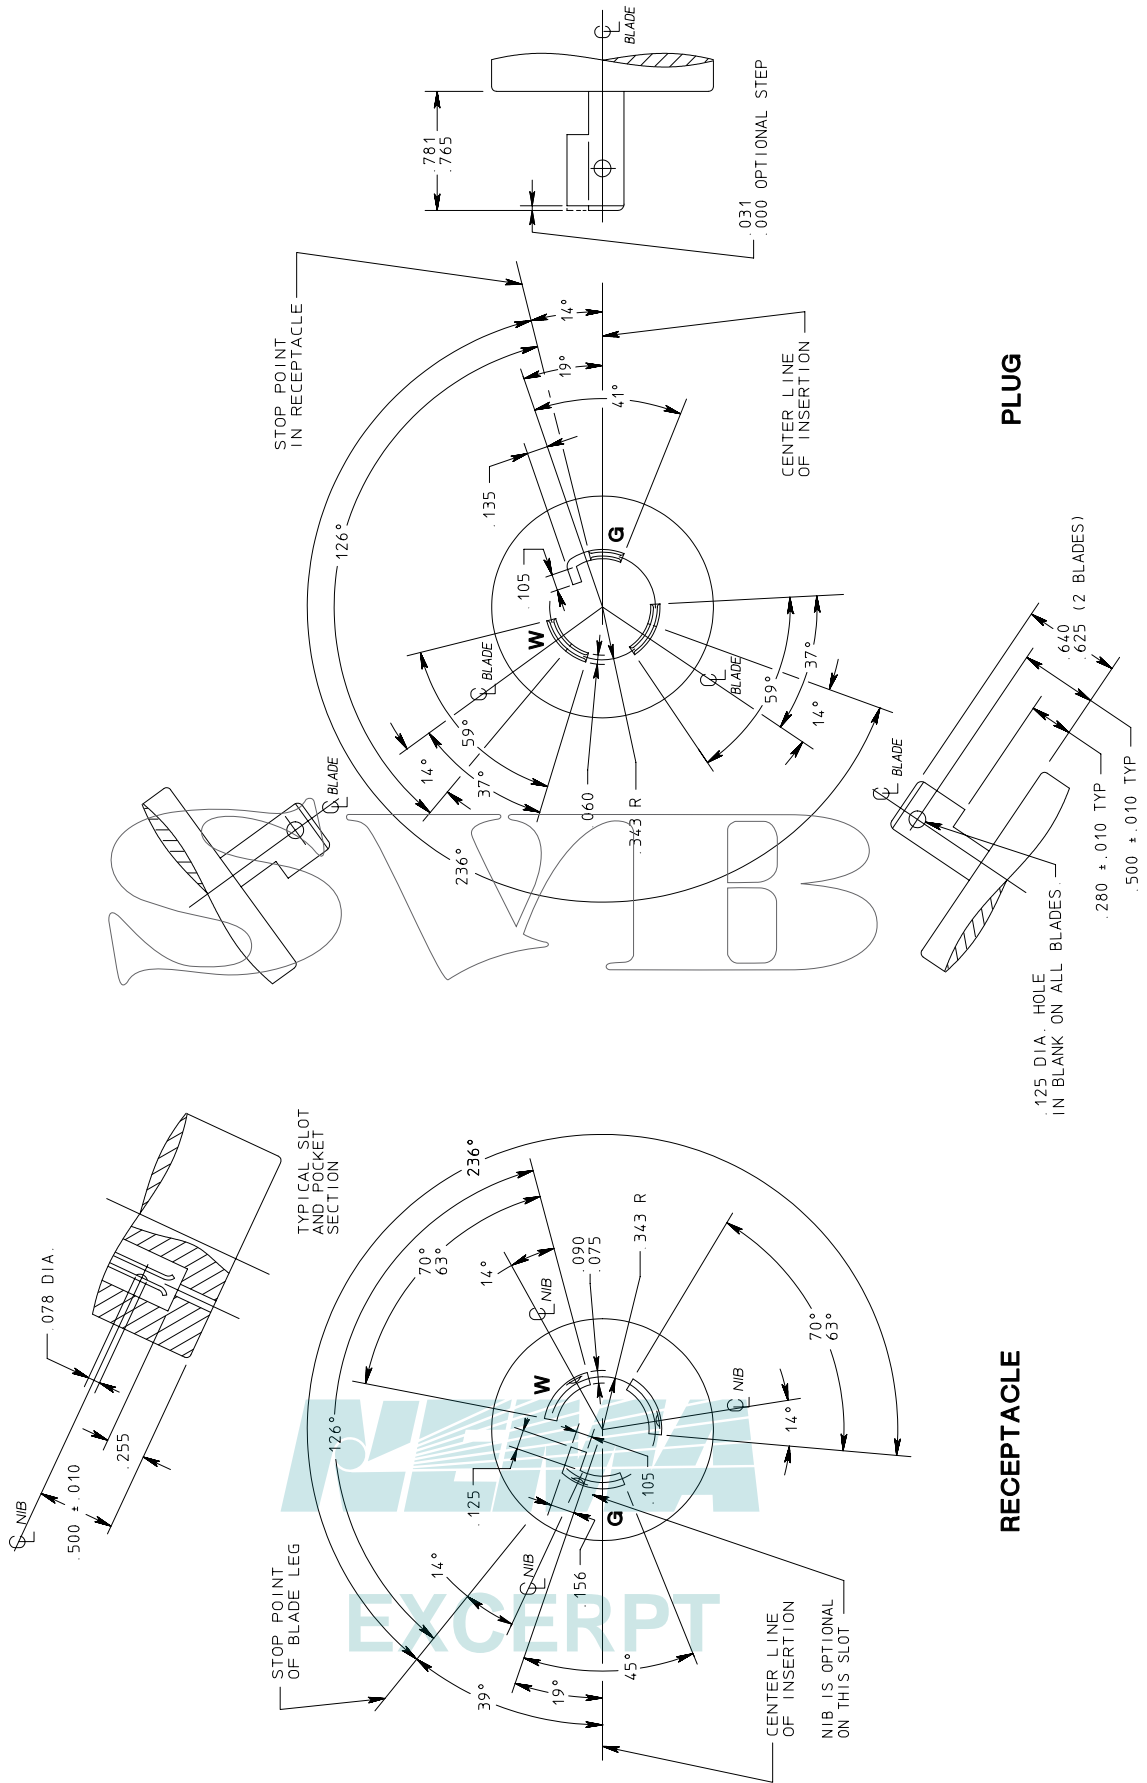 ℄ NIB
.500 ± .010
.255
.078 DIA.
TYPICAL SLOT
AND POCKET
SECTION
STOP POINT
OF BLADE LEG
39°
14°
126°
236°
70°
63°
14°
℄ NIB
.125
W
.090
.075
.343 R
℄ NIB
.156
G
.105
19°
45°
℄ NIB
14°
70°
63°
CENTER LINE
OF INSERTION
NIB IS OPTIONAL
ON THIS SLOT
RECEPTACLE
NEMA
EXCERPT
SVB
℄ BLADE
STOP POINT
IN RECEPTACLE
126°
236°
14°
19°
41°
.135
.105
W
G
℄ BLADE
59°
14°
37°
.060
.343 R
℄ BLADE
59°
37°
14°
CENTER LINE
OF INSERTION
.781
.765
℄ BLADE
.031
.000 OPTIONAL STEP
℄ BLADE
.640
.625 (2 BLADES)
.280 ± .010 TYP
.500 ± .010 TYP
.125 DIA. HOLE
IN BLANK ON ALL BLADES.
PLUG